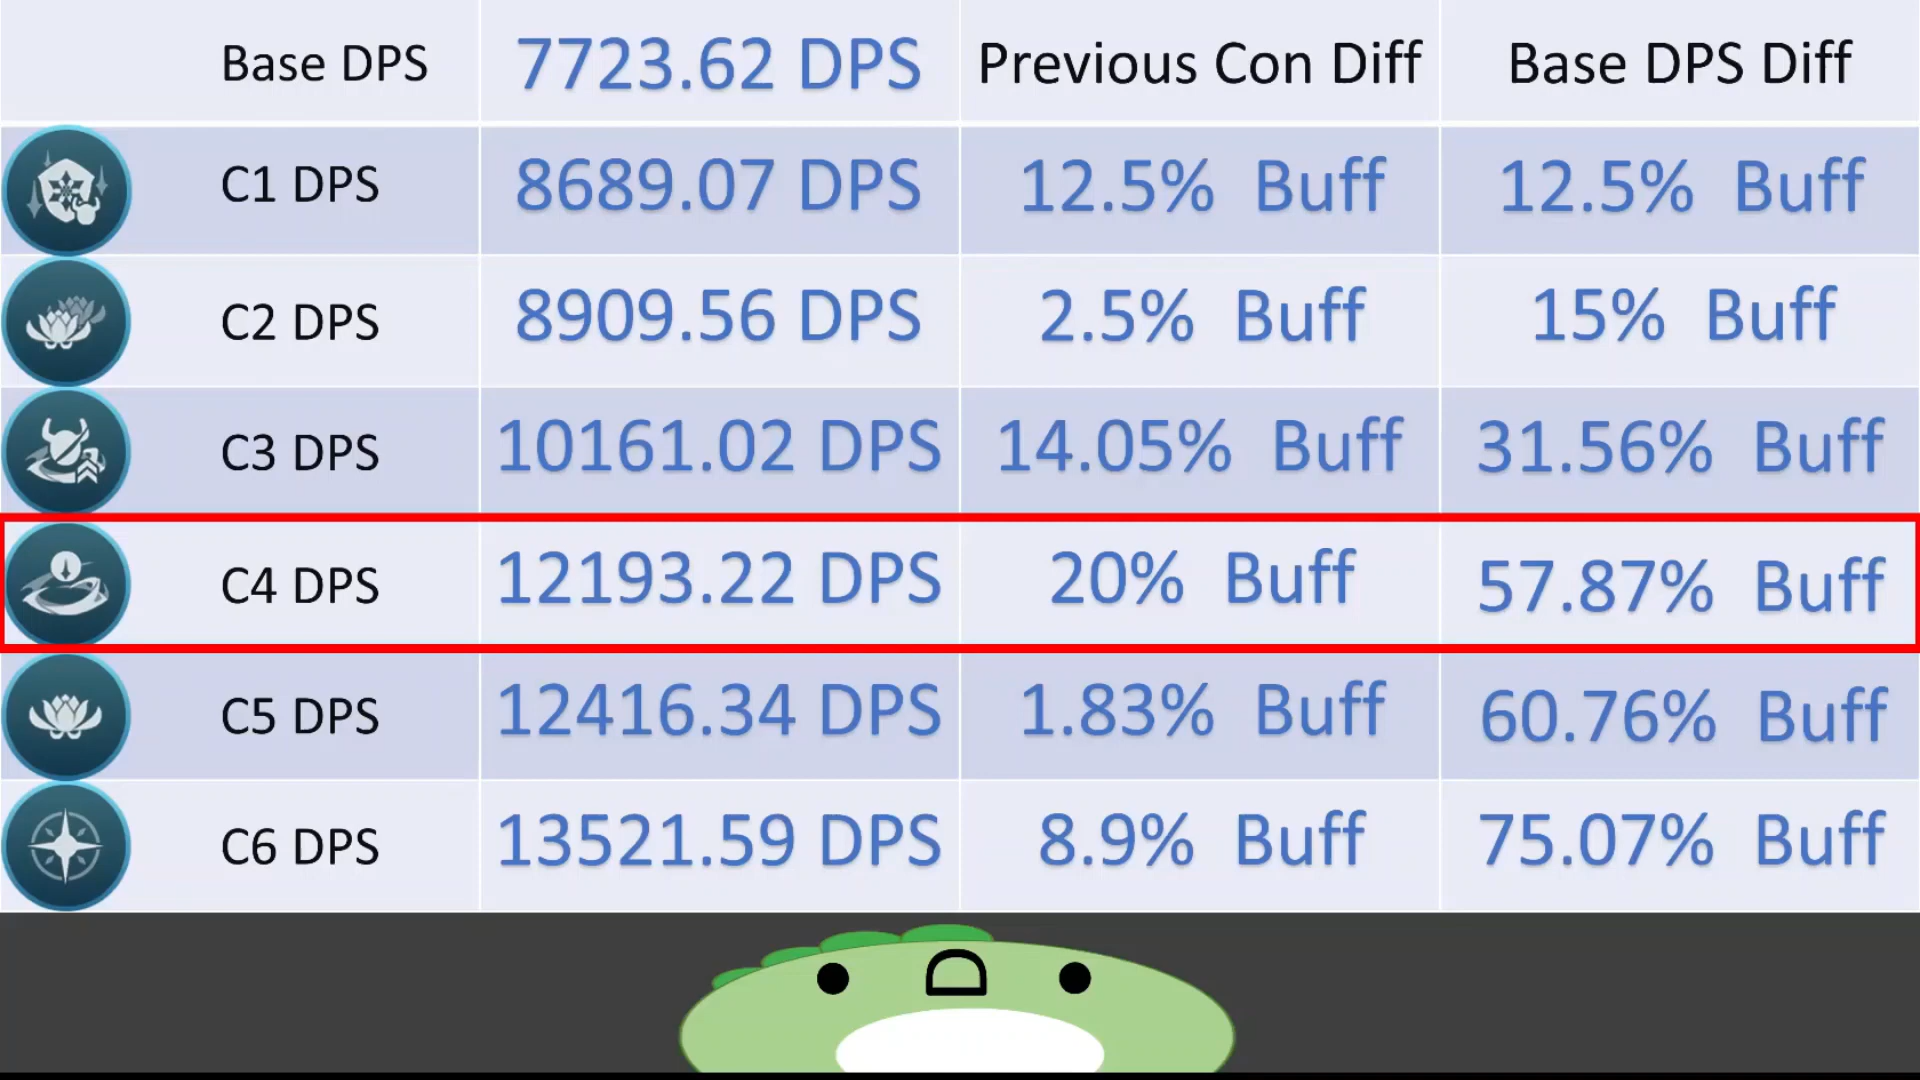 Base DPS 7723.62 DPS Previous Con Diff Base DPS Diff
C1 DPS 8689.07 DPS 12.5% Buff 12.5% Buff
C2 DPS 8909.56 DPS 2.5% Buff 15% Buff
C3 DPS 10161.02 DPS 14.05% Buff 31.56% Buff
C4 DPS 12193.22 DPS 20% Buff 57.87% Buff
C5 DPS 12416.34 DPS 1.83% Buff 60.76% Buff
C6 DPS 13521.59 DPS 8.9% Buff 75.07% Buff